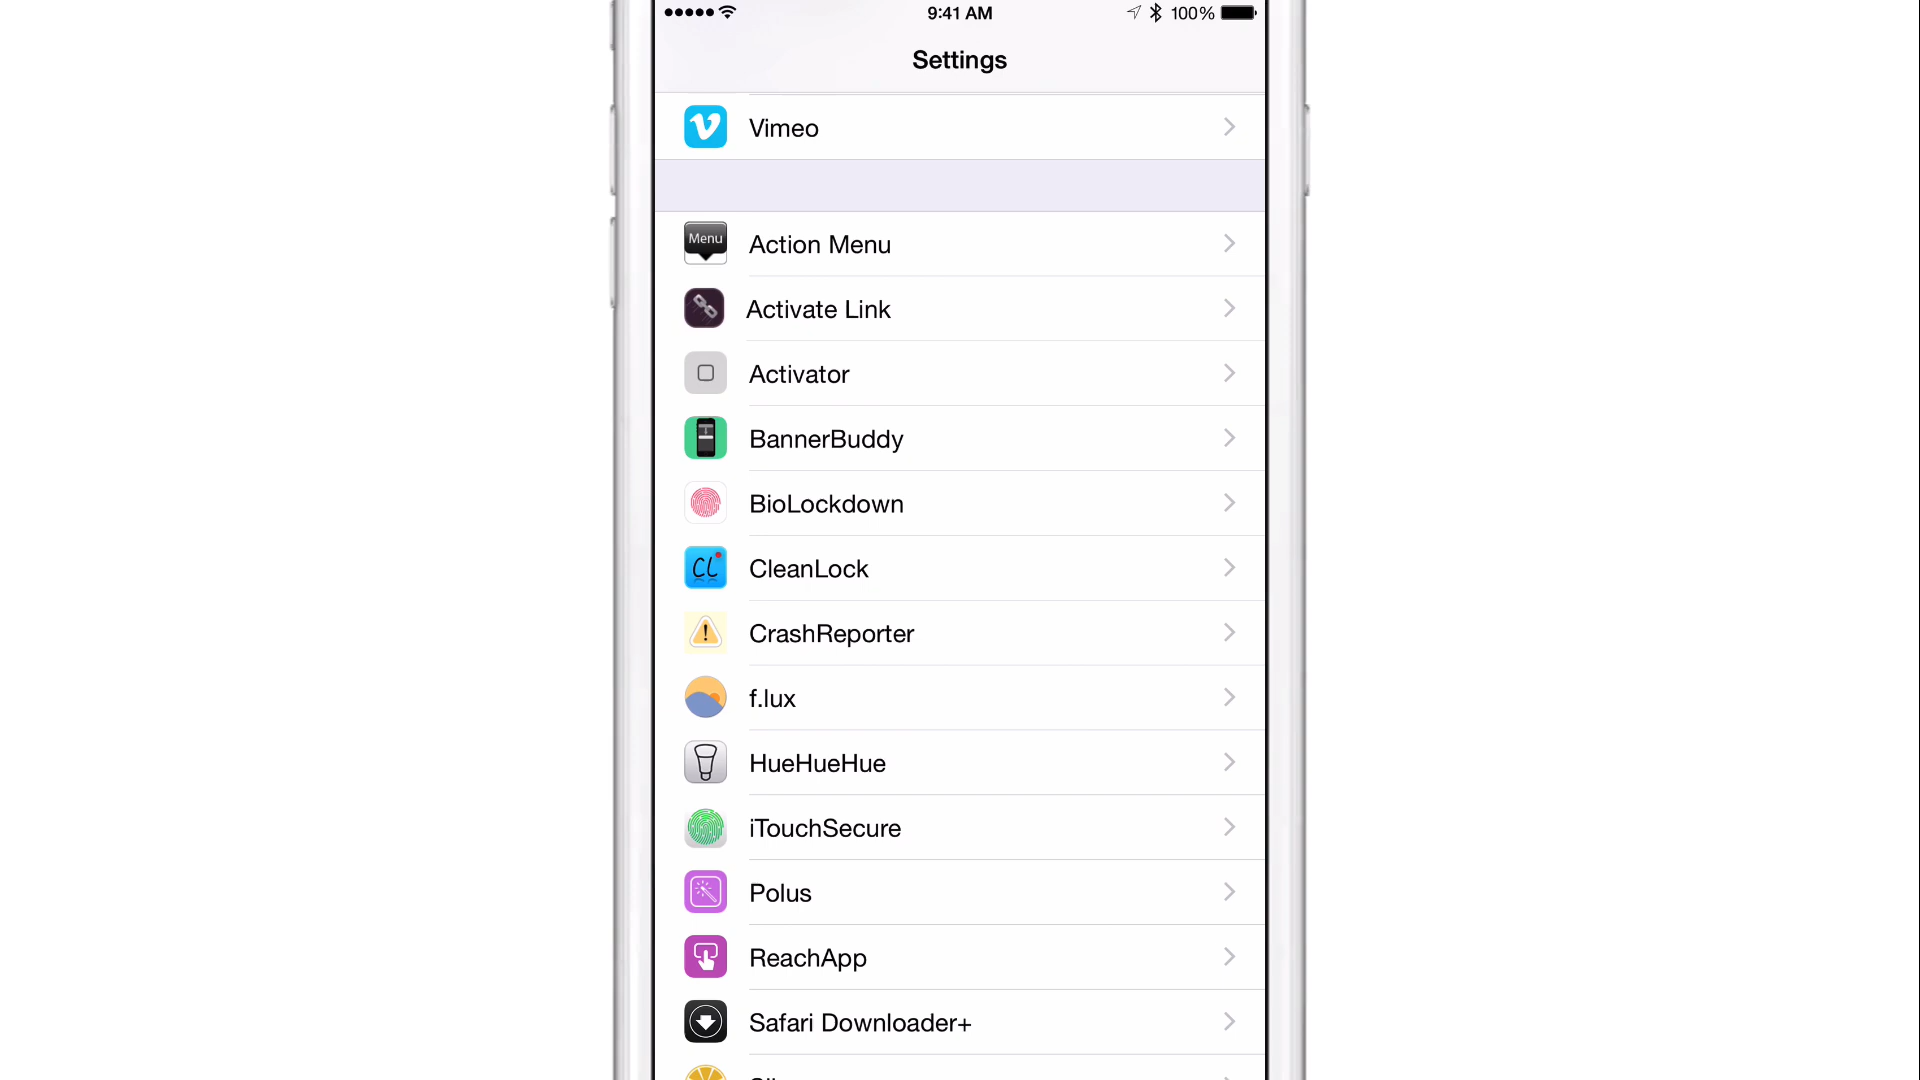 9:41 AM
100%
Settings
Vimeo
Menu
Action Menu
Activate Link
Activator
BannerBuddy
BioLockdown
CL
CleanLock
CrashReporter
f.lux
HueHueHue
iTouchSecure
Polus
ReachApp
Safari Downloader+